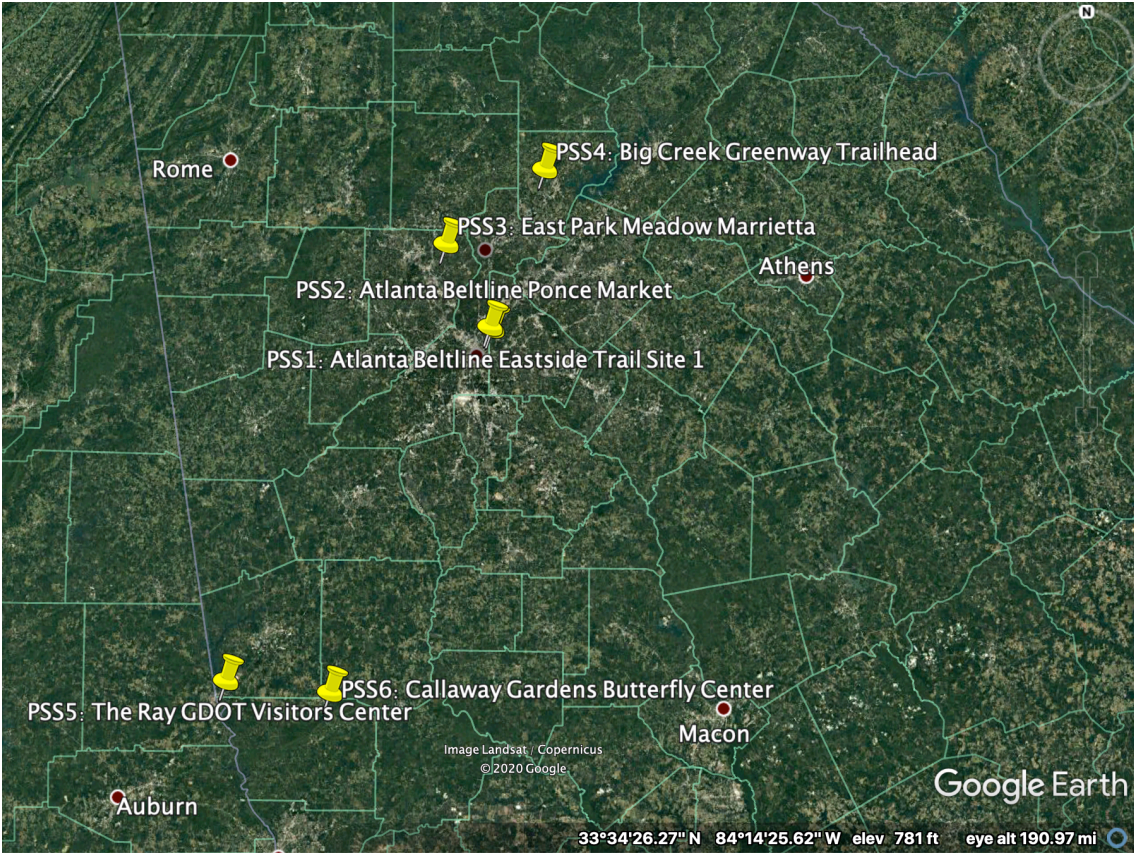 N
PSS4: Big Creek Greenway Trailhead
Rome
PSS3: East Park Meadow Marrietta
Athens
PSS2: Atlanta Beltline Ponce Market
PSS1: Atlanta Beltline Eastside Trail Site 1
PSS6: Callaway Gardens Butterfly Center
PSS5: The Ray GDOT Visitors Center
Macon
Image Landsat / Copernicus
©2020 Google
Google Earth
Auburn
33°34'26.27" N 84°14'25.62" W elev 781 ft eye alt 190.97 mi